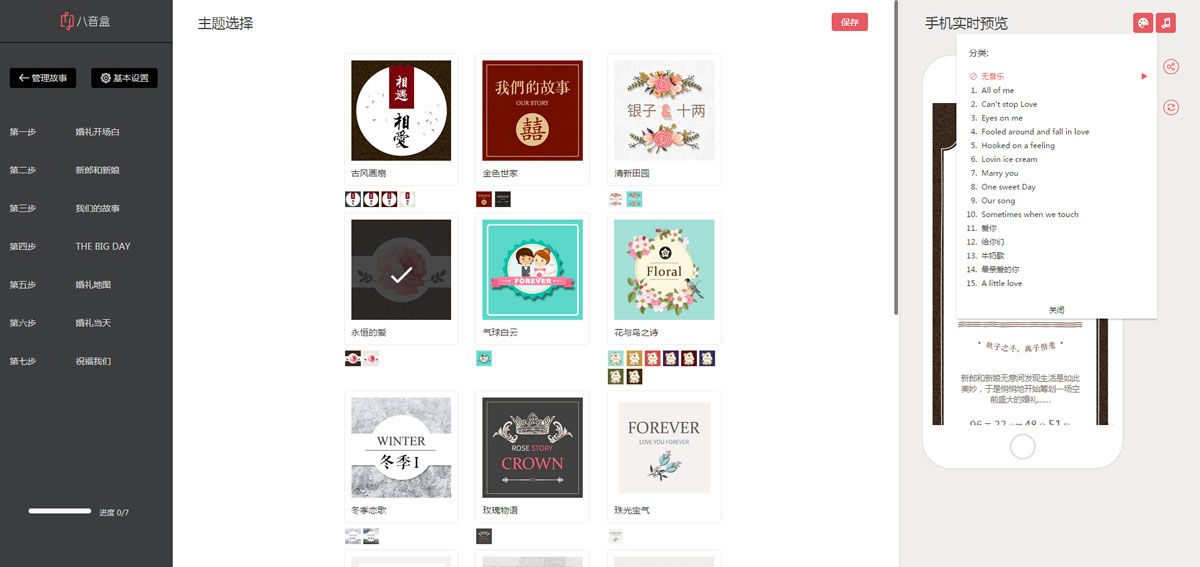 八音盒
管理故事
基本设置
第一步 婚礼开场白
第二步 新郎和新娘
第三步 我们的故事
第四步 THE BIG DAY
第五步 婚礼地图
第六步 婚礼当天
第七步 祝福我们
进度 0/7
主题选择
保存
相遇
相愛
古风画扇
我們的故事
OUR STORY
囍
金色世家
银子 十两
清新田园
永恒的爱
FOREVER
气球白云
Floral
花与鸟之诗
WINTER
冬季I
冬季恋歌
ROSE STORY
CROWN
玫瑰物语
FOREVER
LOVE YOU FOREVER
珠光宝气
手机实时预览
分类:
无音乐
1. All of me
2. Can't stop Love
3. Eyes on me
4. Fooled around and fall in love
5. Hooked on a feeling
6. Lovin ice cream
7. Marry you
8. One sweet Day
9. Our song
10. Sometimes when we touch
11. 爱你
12. 给你们
13. 牛奶歌
14. 最亲爱的你
15. A little love
关闭
执子之手，与子偕老
新郎和新娘无意间发现生活是如此
美妙，于是悄悄地开始筹划一场空
前盛大的婚礼......